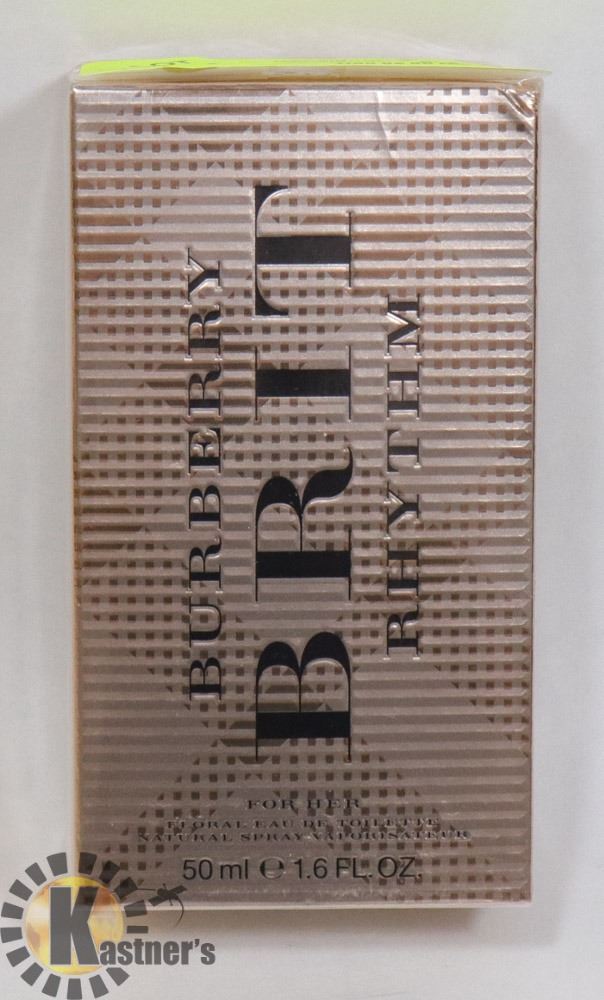 BURBERRY
BRIT
RHYTHM
FOR HER
FLORAL EAU DE TOILETTE
NATURAL SPRAY VAPORISATEUR
50 ml ℮ 1.6 FL. OZ.
Kastner's